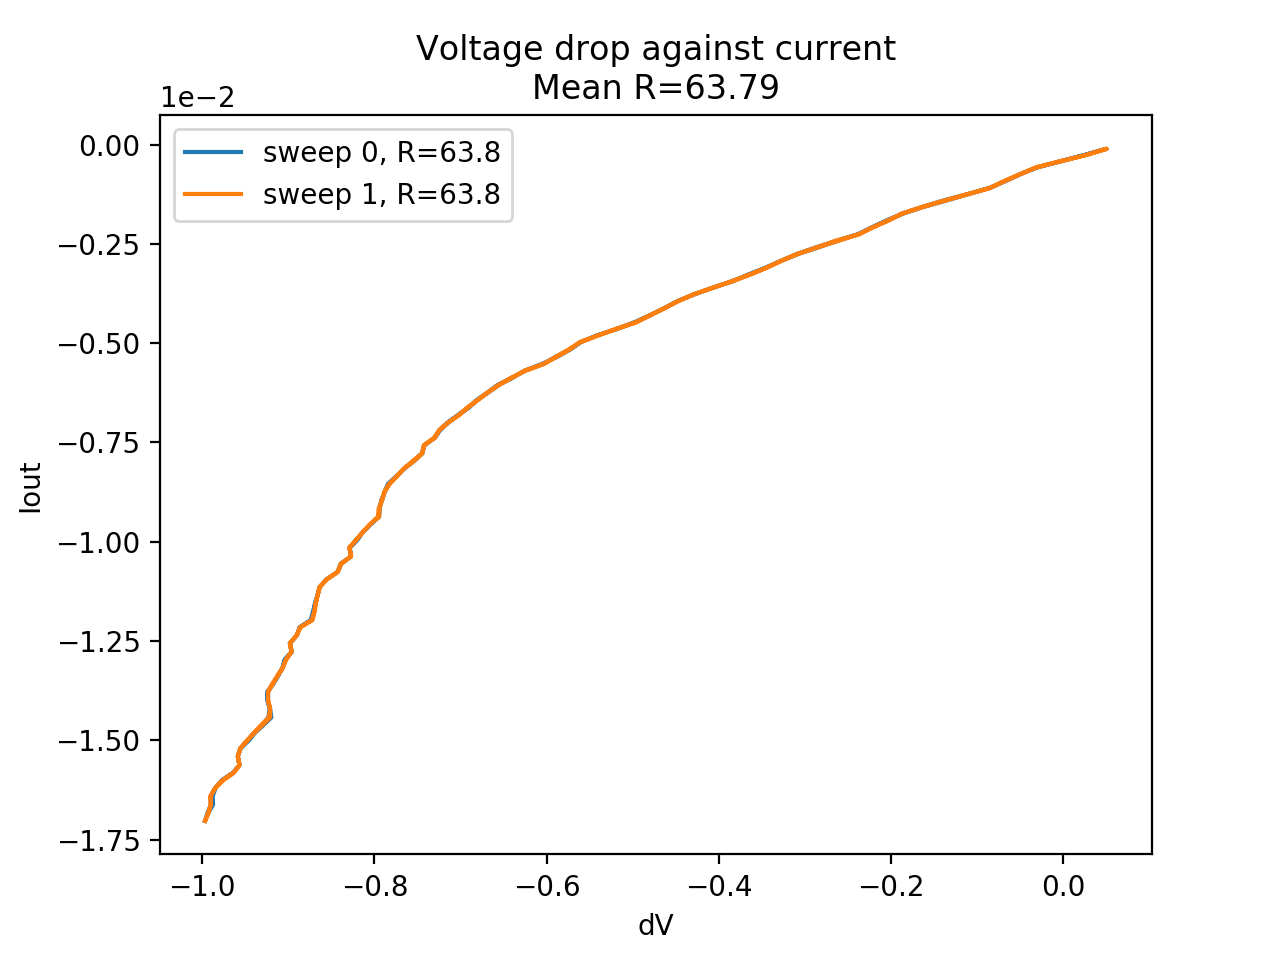 Voltage drop against current
Mean R=63.79
1e−2
0.00
−0.25
−0.50
−0.75
−1.00
−1.25
−1.50
−1.75
sweep 0, R=63.8
sweep 1, R=63.8
Iout
−1.0
−0.8
−0.6
−0.4
−0.2
0.0
dV